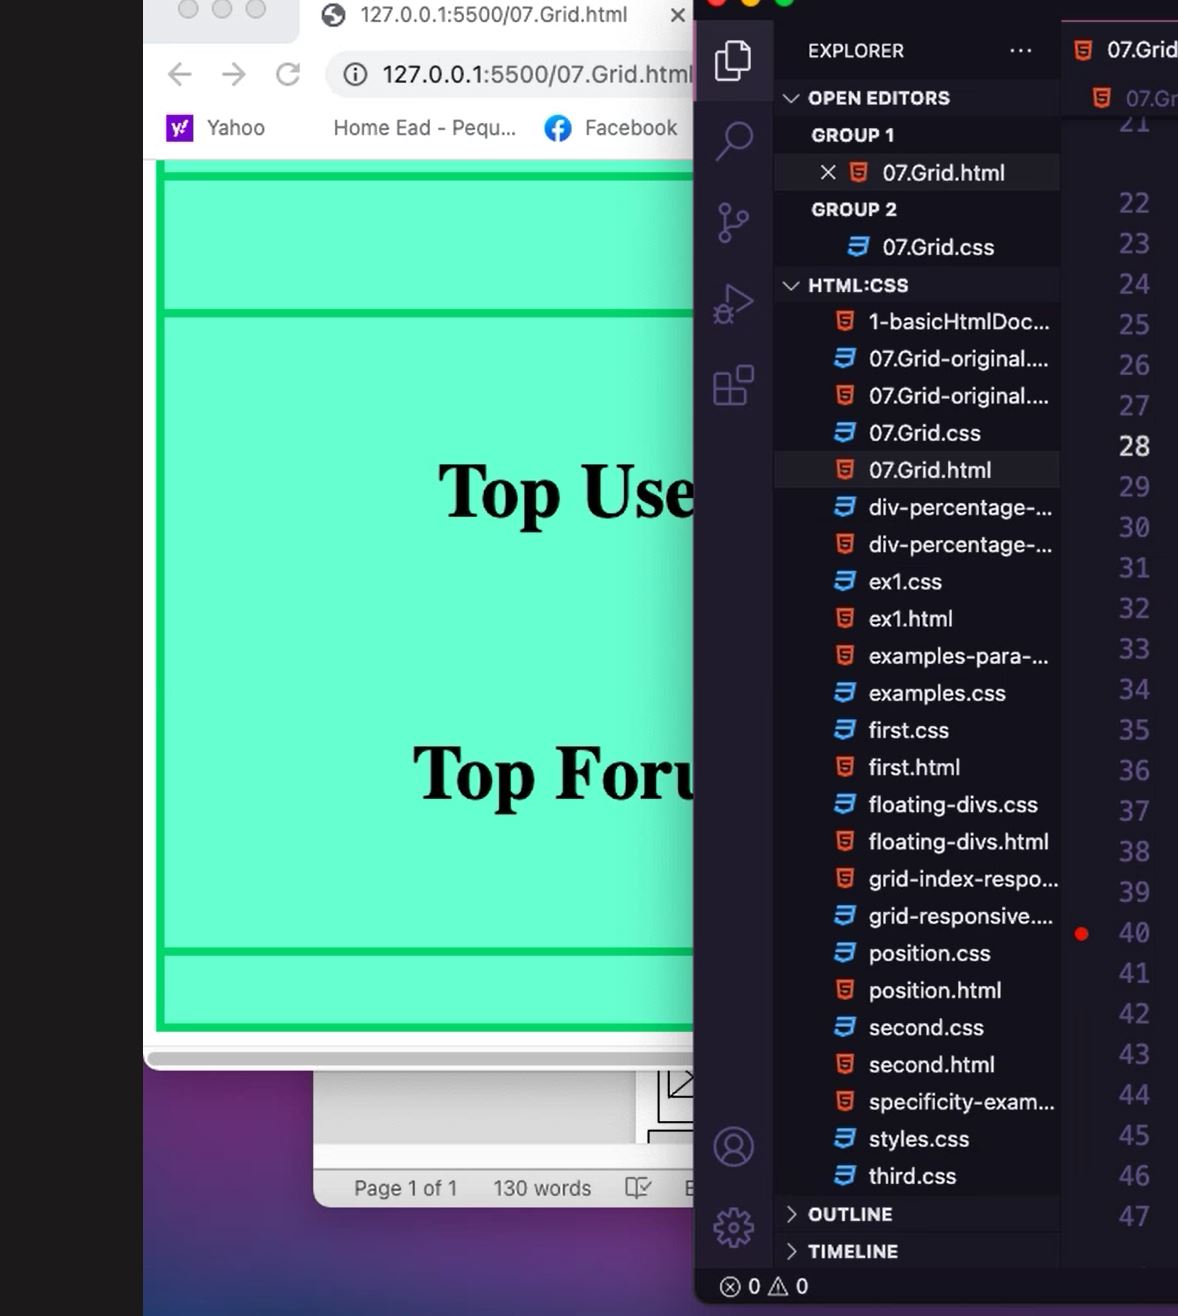 127.0.0.1:5500/07.Grid.html
127.0.0.1:5500/07.Grid.html
Yahoo
Home Ead - Pequ...
Facebook
Top Use
Top Foru
Page 1 of 1
130 words
E
EXPLORER
OPEN EDITORS
GROUP 1
07.Grid.html
GROUP 2
07.Grid.css
HTML:CSS
1-basicHtmlDoc...
07.Grid-original....
07.Grid-original....
07.Grid.css
07.Grid.html
div-percentage-...
div-percentage-...
ex1.css
ex1.html
examples-para-...
examples.css
first.css
first.html
floating-divs.css
floating-divs.html
grid-index-respo...
grid-responsive....
position.css
position.html
second.css
second.html
specificity-exam...
styles.css
third.css
OUTLINE
TIMELINE
0
0
07.Grid
07.Gr
21
22
23
24
25
26
27
28
29
30
31
32
33
34
35
36
37
38
39
40
41
42
43
44
45
46
47